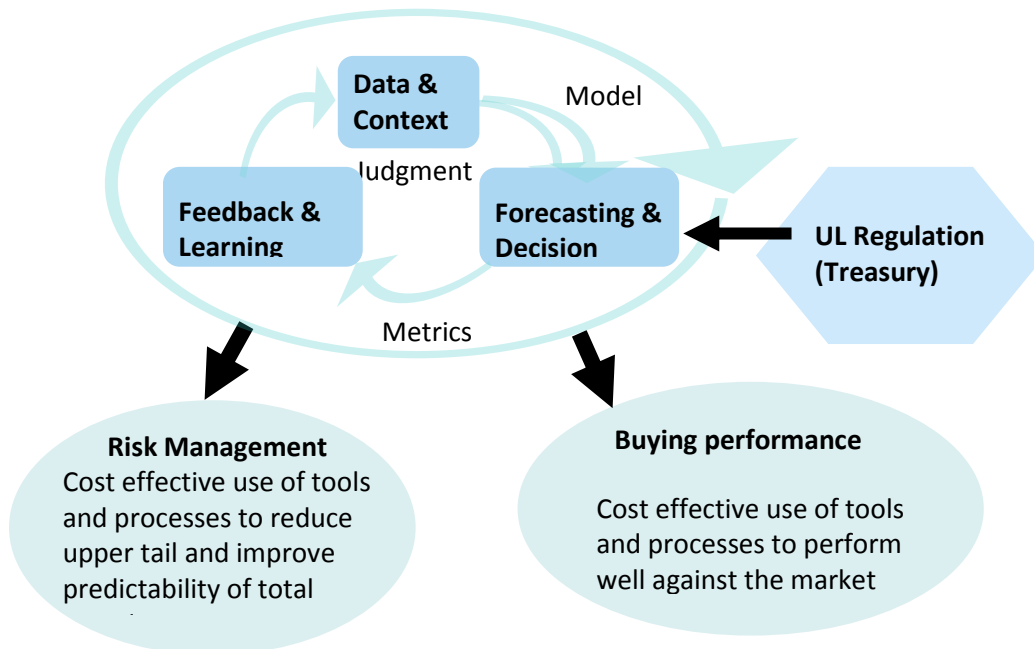 Data &
Context
Model
Judgment
Feedback &
Learning
Forecasting &
Decision
UL Regulation
(Treasury)
Metrics
Risk Management
Cost effective use of tools
and processes to reduce
upper tail and improve
predictability of total
Buying performance
Cost effective use of tools
and processes to perform
well against the market